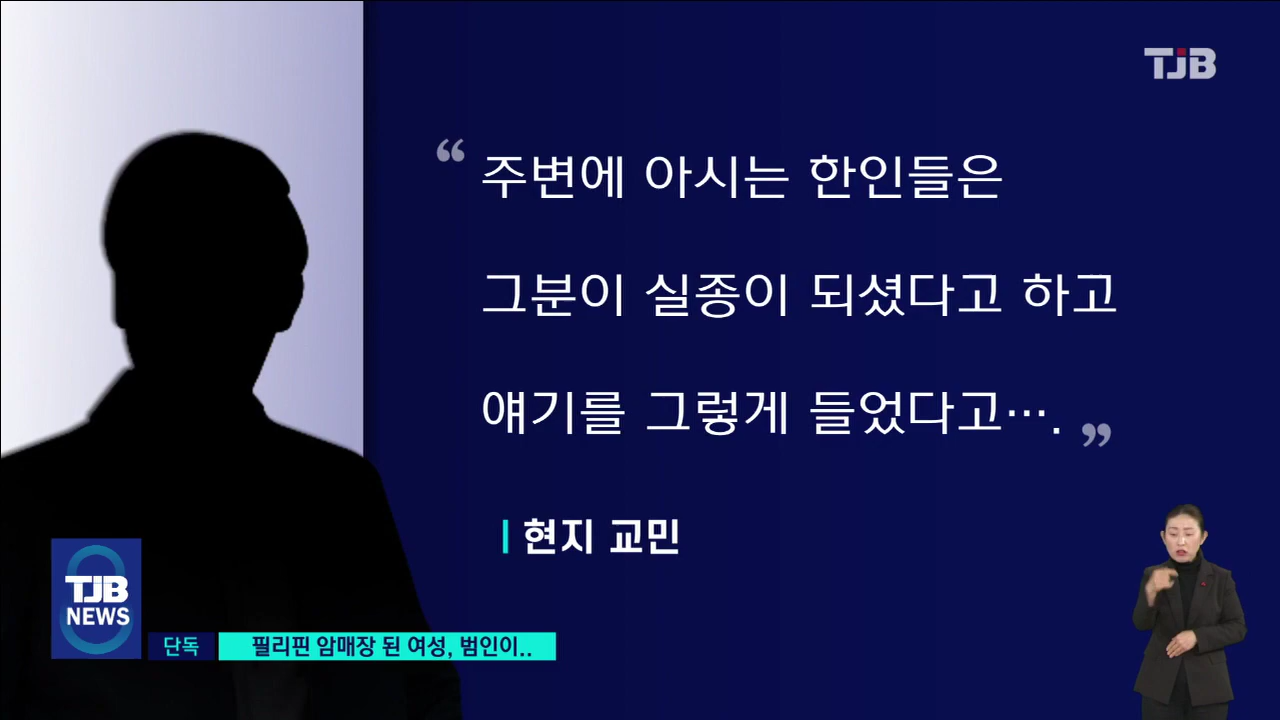 TJB
“ 주변에 아시는 한인들은
그분이 실종이 되셨다고 하고
얘기를 그렇게 들었다고…. ”
현지 교민
8
TJB
NEWS
단독 필리핀 암매장 된 여성, 범인이..